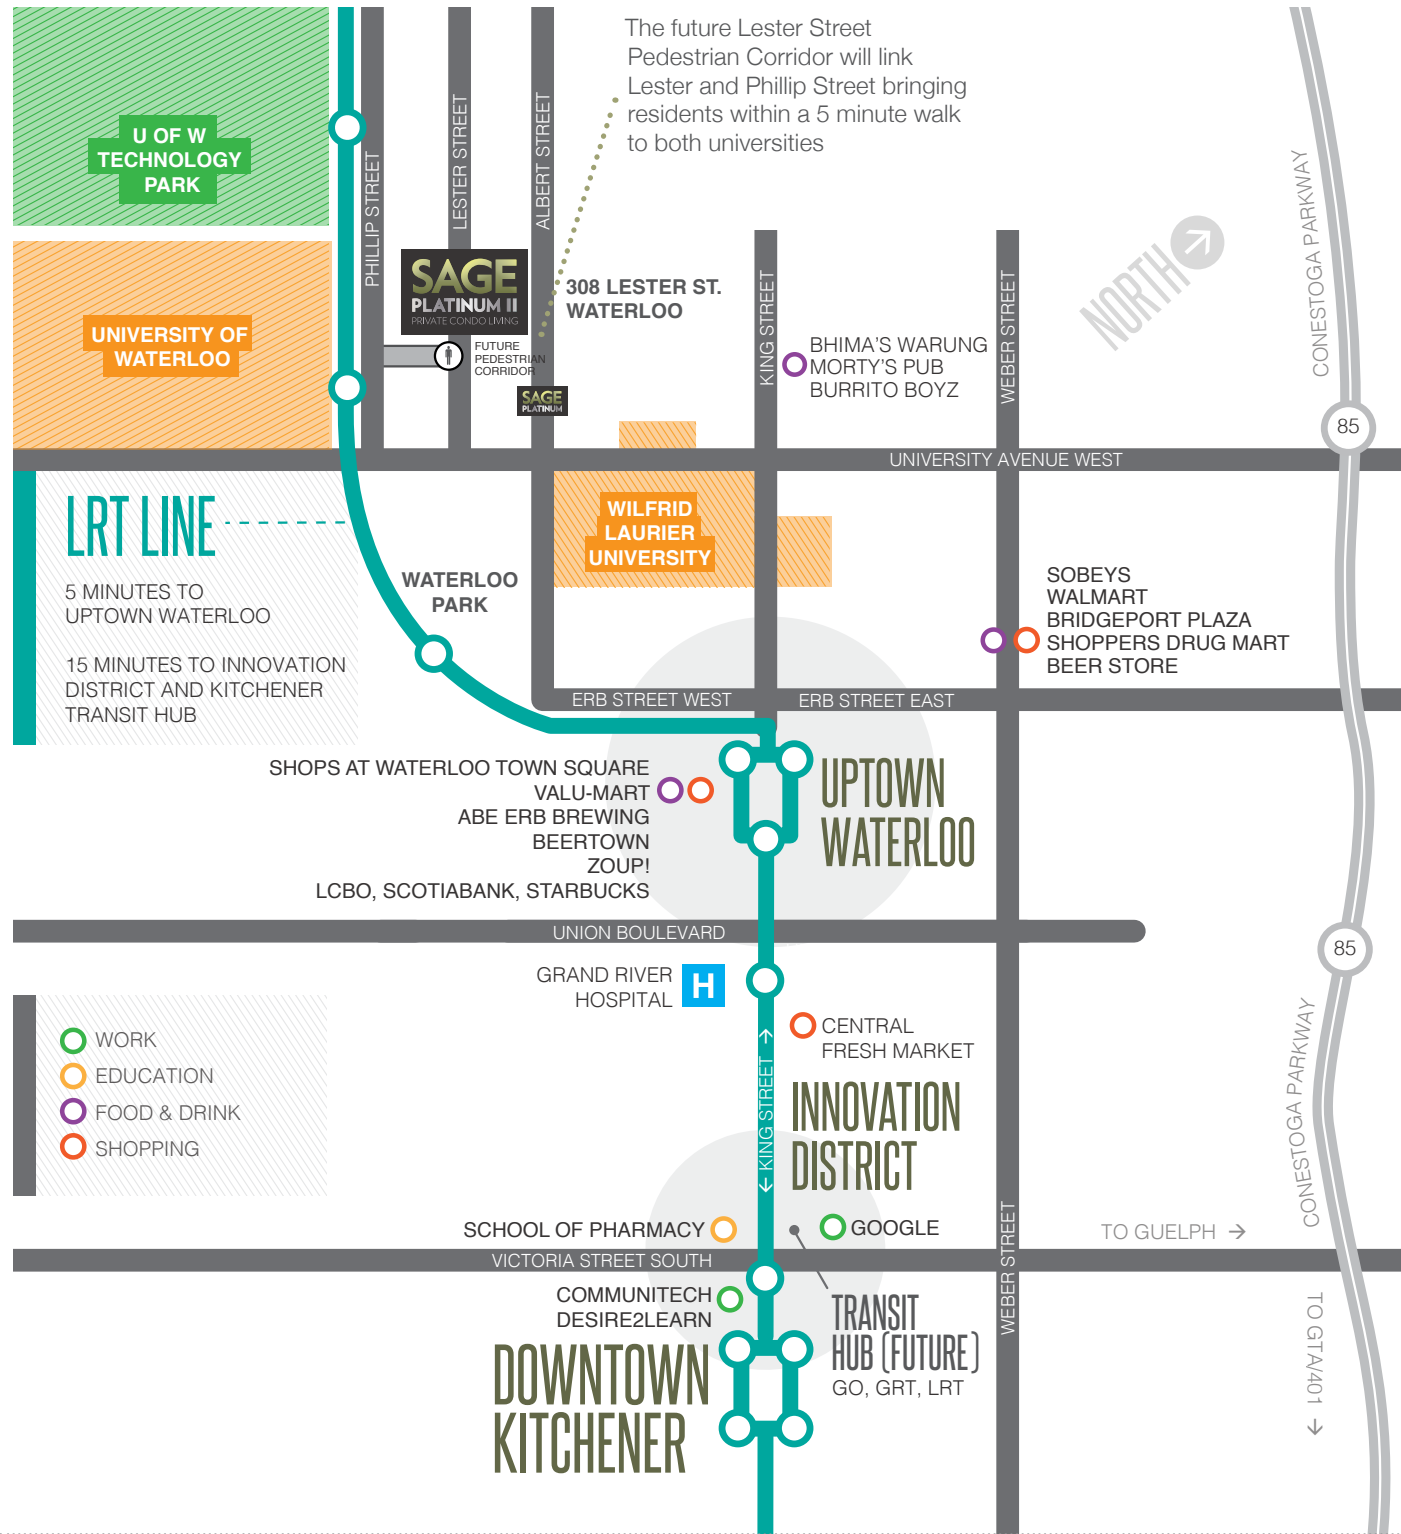 The future Lester Street
Pedestrian Corridor will link
Lester and Phillip Street bringing
residents within a 5 minute walk
to both universities
U OF W
TECHNOLOGY
PARK
PHILLIP STREET
LESTER STREET
ALBERT STREET
CONESTOGA PARKWAY
NORTH
SAGE
PLATINUM II
PRIVATE CONDO LIVING
308 LESTER ST.
WATERLOO
KING STREET
WEBER STREET
UNIVERSITY OF
WATERLOO
FUTURE
PEDESTRIAN
CORRIDOR
BHIMA'S WARUNG
MORTY'S PUB
BURRITO BOYZ
SAGE
PLATINUM
85
UNIVERSITY AVENUE WEST
LRT LINE
5 MINUTES TO
UPTOWN WATERLOO
15 MINUTES TO INNOVATION
DISTRICT AND KITCHENER
TRANSIT HUB
WILFRID
LAURIER
UNIVERSITY
WATERLOO
PARK
SOBEYS
WALMART
BRIDGEPORT PLAZA
SHOPPERS DRUG MART
BEER STORE
ERB STREET WEST
ERB STREET EAST
SHOPS AT WATERLOO TOWN SQUARE
VALU-MART
ABE ERB BREWING
BEERTOWN
ZOUP!
LCBO, SCOTIABANK, STARBUCKS
UPTOWN
WATERLOO
UNION BOULEVARD
85
GRAND RIVER
HOSPITAL
H
CENTRAL
FRESH MARKET
WORK
EDUCATION
FOOD & DRINK
SHOPPING
← KING STREET →
INNOVATION
DISTRICT
CONESTOGA PARKWAY
SCHOOL OF PHARMACY
GOOGLE
WEBER STREET
TO GUELPH →
VICTORIA STREET SOUTH
COMMUNITECH
DESIRE2LEARN
TRANSIT
HUB (FUTURE)
GO, GRT, LRT
TO GTA/401 →
DOWNTOWN
KITCHENER